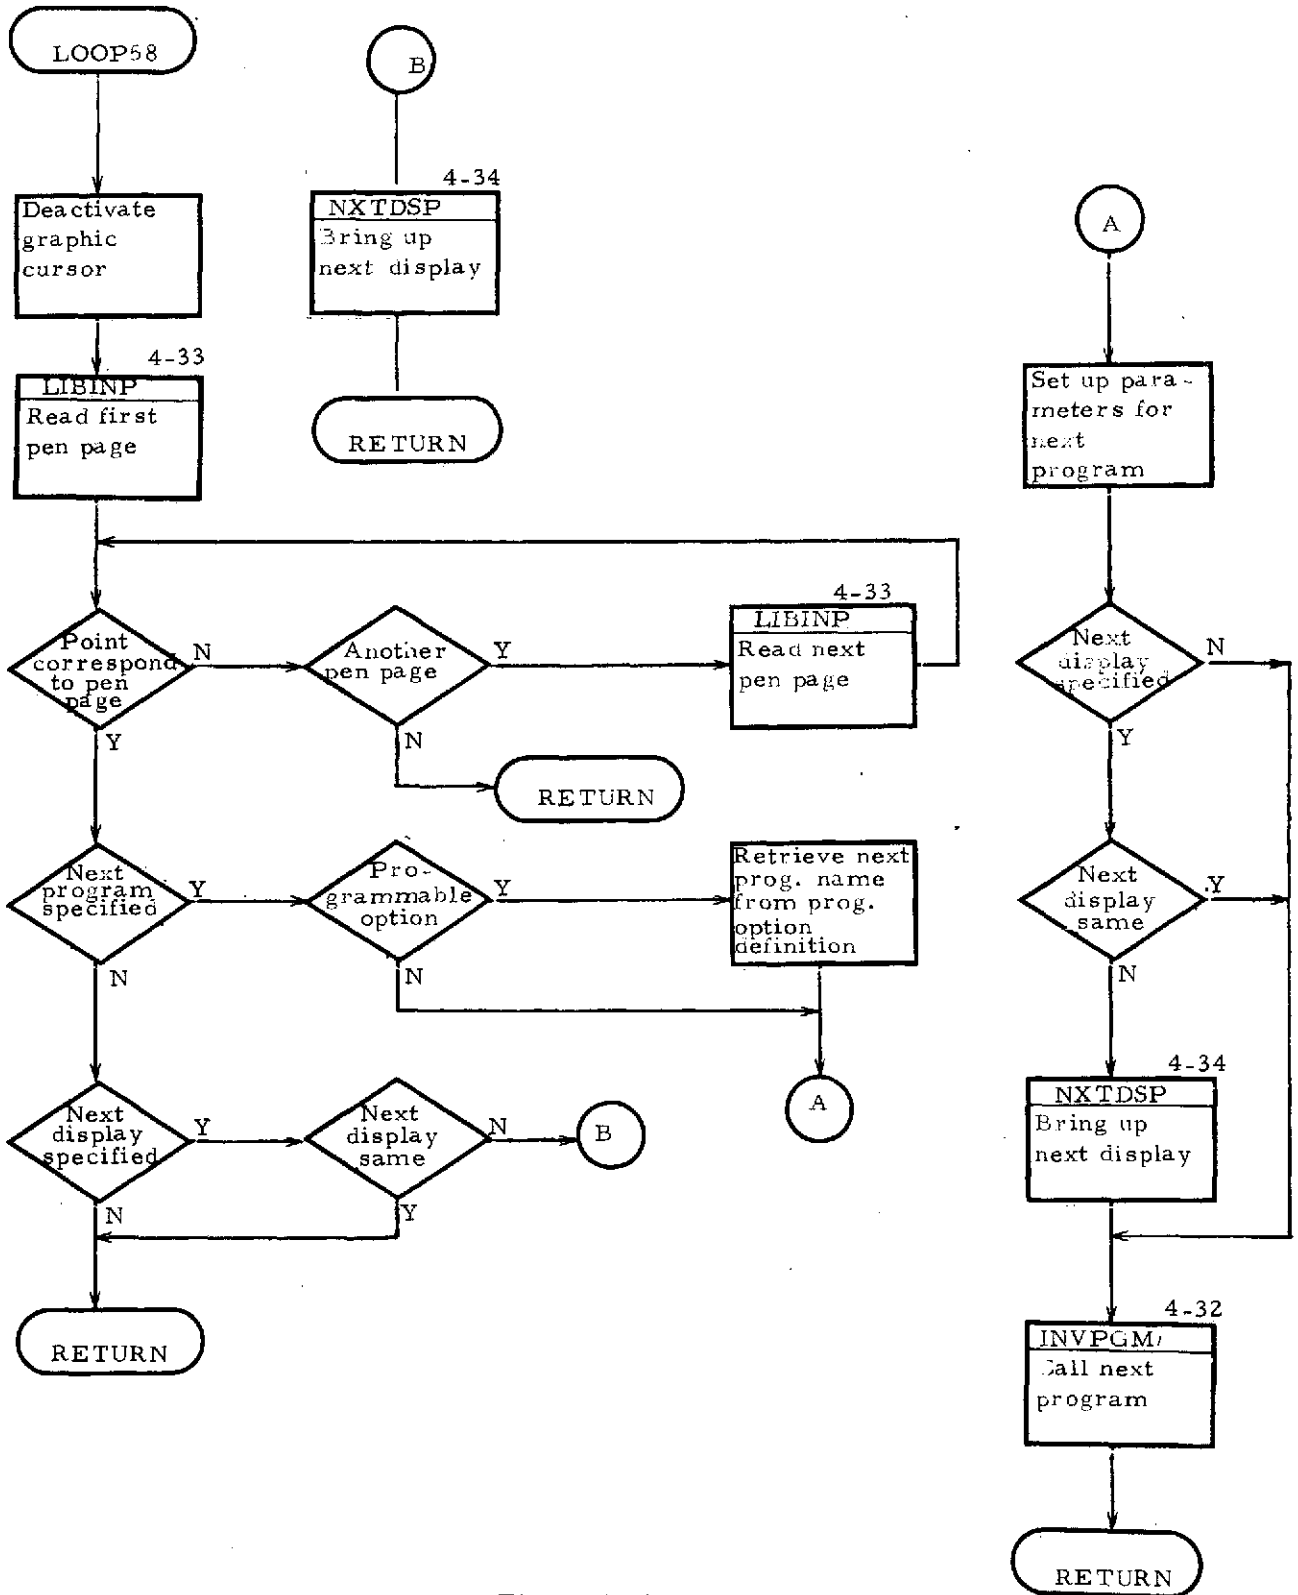 LOOP58
Deactivate
graphic
cursor
4-33
LIBINP
Read first
pen page
B
4-34
NXTDSP
Bring up
next display
RETURN
A
Set up para-
meters for
next
program
Point
correspond
to pen
page
N
Y
Another
pen page
Y
N
4-33
LIBINP
Read next
pen page
RETURN
Next
program
specified
Y
N
Pro-
grammable
option
Y
N
Retrieve next
prog. name
from prog.
option
definition
A
Next
display
specified
Y
N
Next
display
same
N
Y
B
RETURN
Next
display
specified
N
Y
Next
display
same
Y
N
4-34
NXTDSP
Bring up
next display
4-32
INVPGM
Call next
program
RETURN